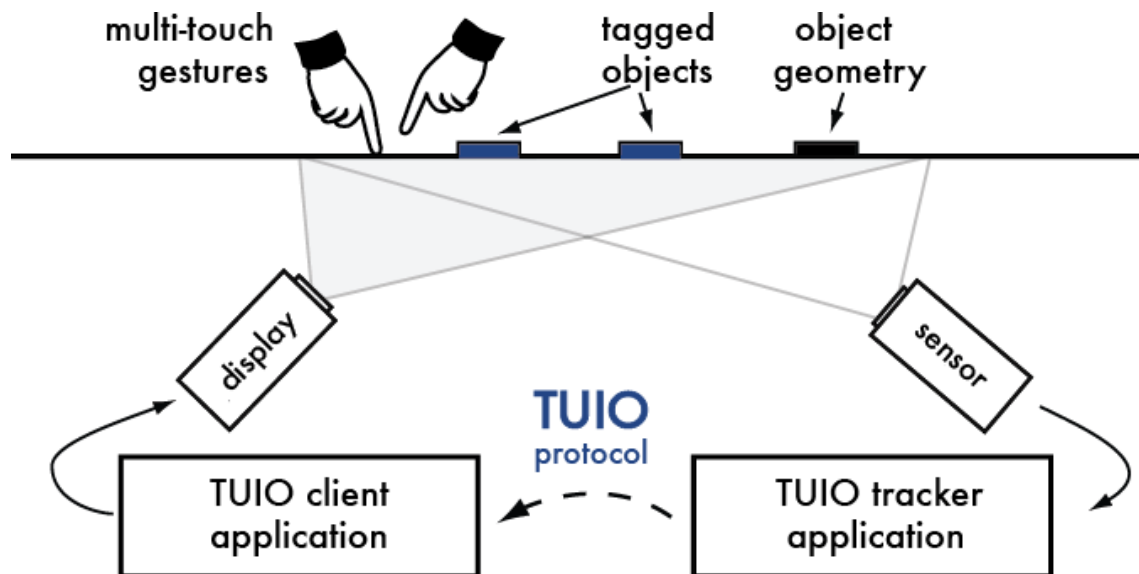 multi-touch
gestures
tagged
objects
object
geometry
display
sensor
TUIO
protocol
TUIO client
application
TUIO tracker
application